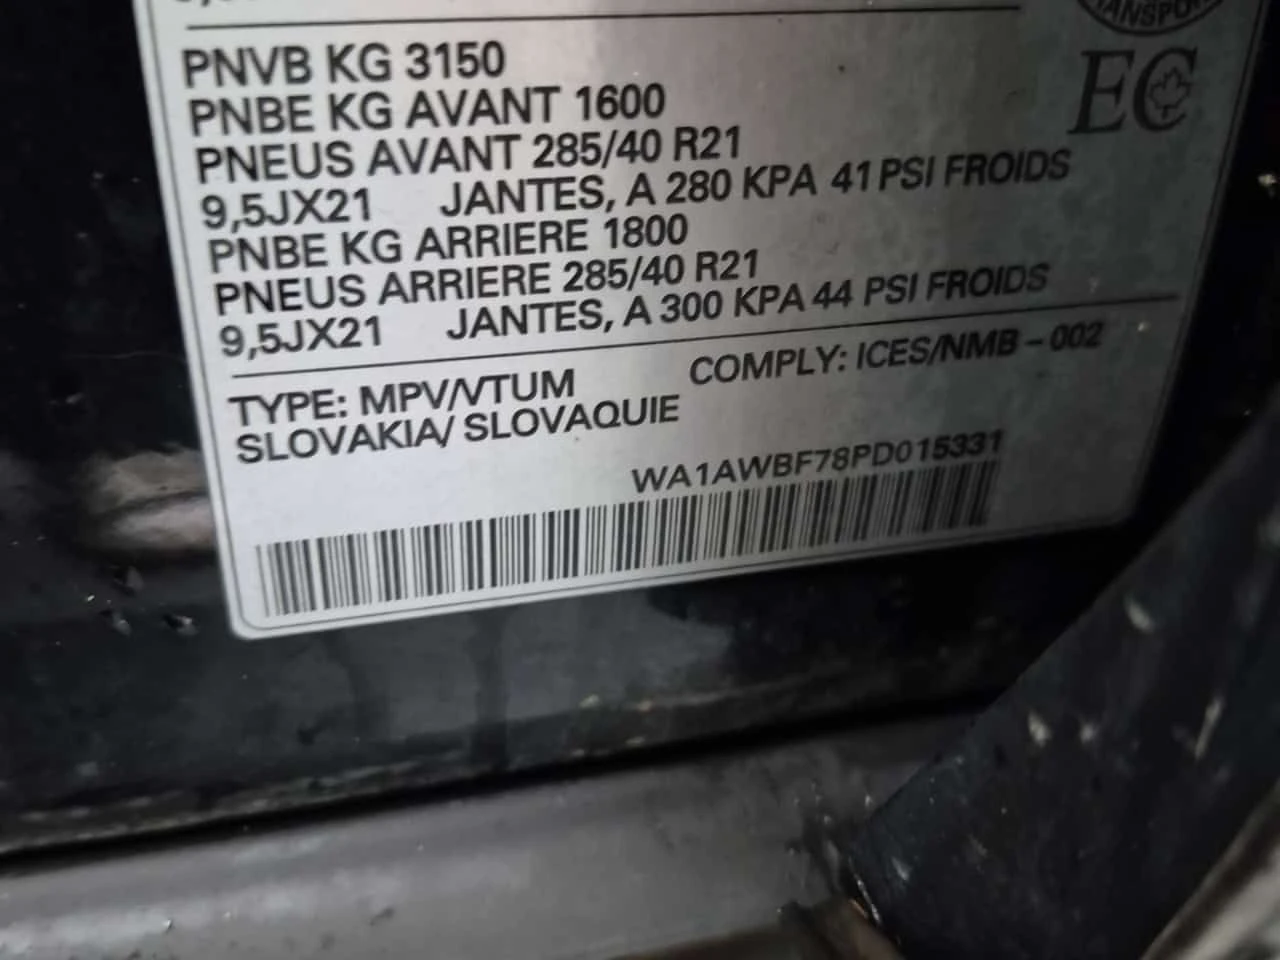 TRANSPORT
EC
PNVB KG 3150
PNBE KG AVANT 1600
PNEUS AVANT 285/40 R21
9,5JX21 JANTES, A 280 KPA 41 PSI FROIDS
PNBE KG ARRIERE 1800
PNEUS ARRIERE 285/40 R21
9,5JX21 JANTES, A 300 KPA 44 PSI FROIDS
TYPE: MPV/VTUM COMPLY: ICES/NMB-002
SLOVAKIA/ SLOVAQUIE
WA1AWBF78PD015331